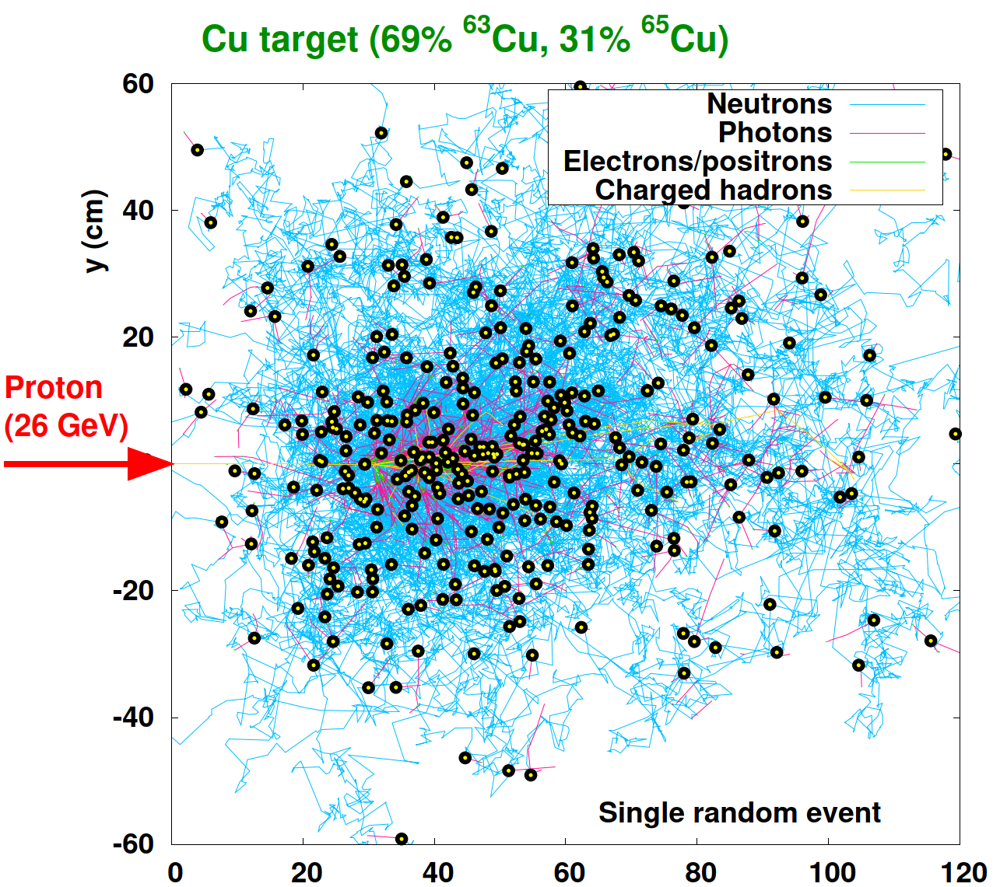 Cu target (69% ⁶³Cu, 31% ⁶⁵Cu)
60
Neutrons
Photons
Electrons/positrons
Charged hadrons
40
y (cm)
20
Proton
(26 GeV)
-20
-40
Single random event
-60
0 20 40 60 80 100 120